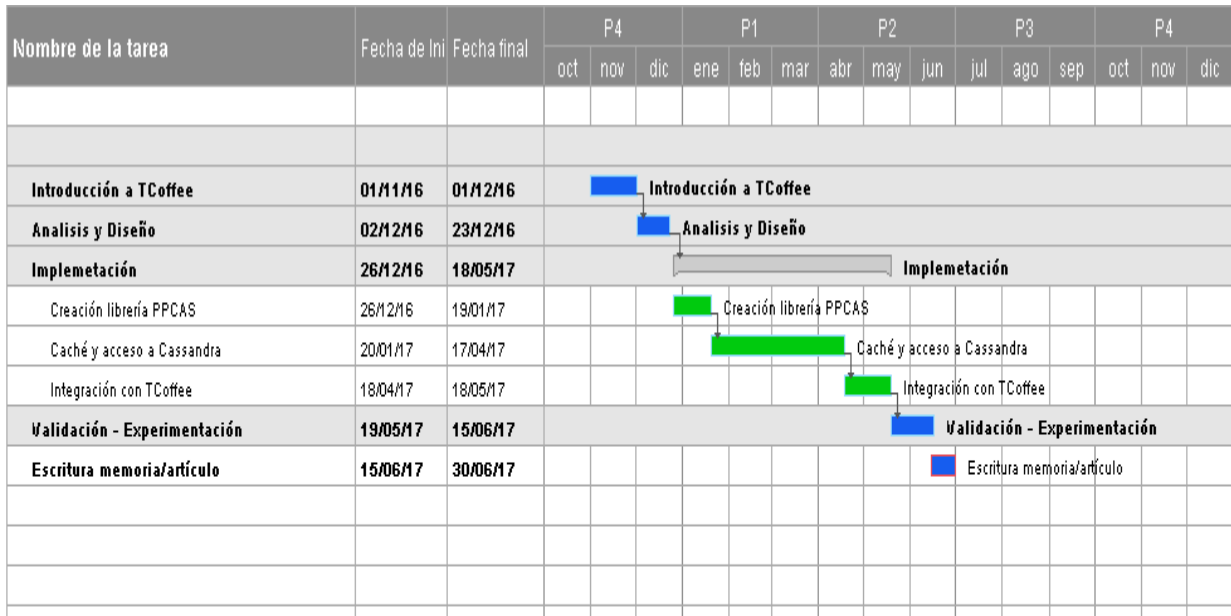 P4 P1 P2 P3 P4
Nombre de la tarea Fecha de Ini Fecha final
oct nov dic ene feb mar abr may jun jul ago sep oct nov dic
Introducción a TCoffee 01/11/16 01/12/16 Introducción a TCoffee
Analisis y Diseño 02/12/16 23/12/16 Analisis y Diseño
Implemetación 26/12/16 18/05/17 Implemetación
Creación librería PPCAS 26/12/16 19/01/17 Creación librería PPCAS
Caché y acceso a Cassandra 20/01/17 17/04/17 Caché y acceso a Cassandra
Integración con TCoffee 18/04/17 18/05/17 Integración con TCoffee
Validación - Experimentación 19/05/17 15/06/17 Validación - Experimentación
Escritura memoria/artículo 15/06/17 30/06/17 Escritura memoria/artículo